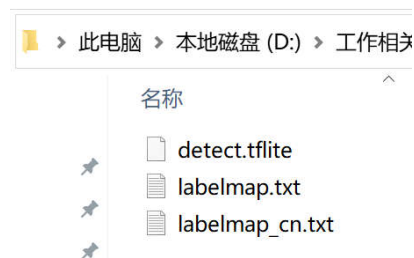 此电脑 > 本地磁盘 (D:) > 工作相关
名称
detect.tflite
labelmap.txt
labelmap_cn.txt